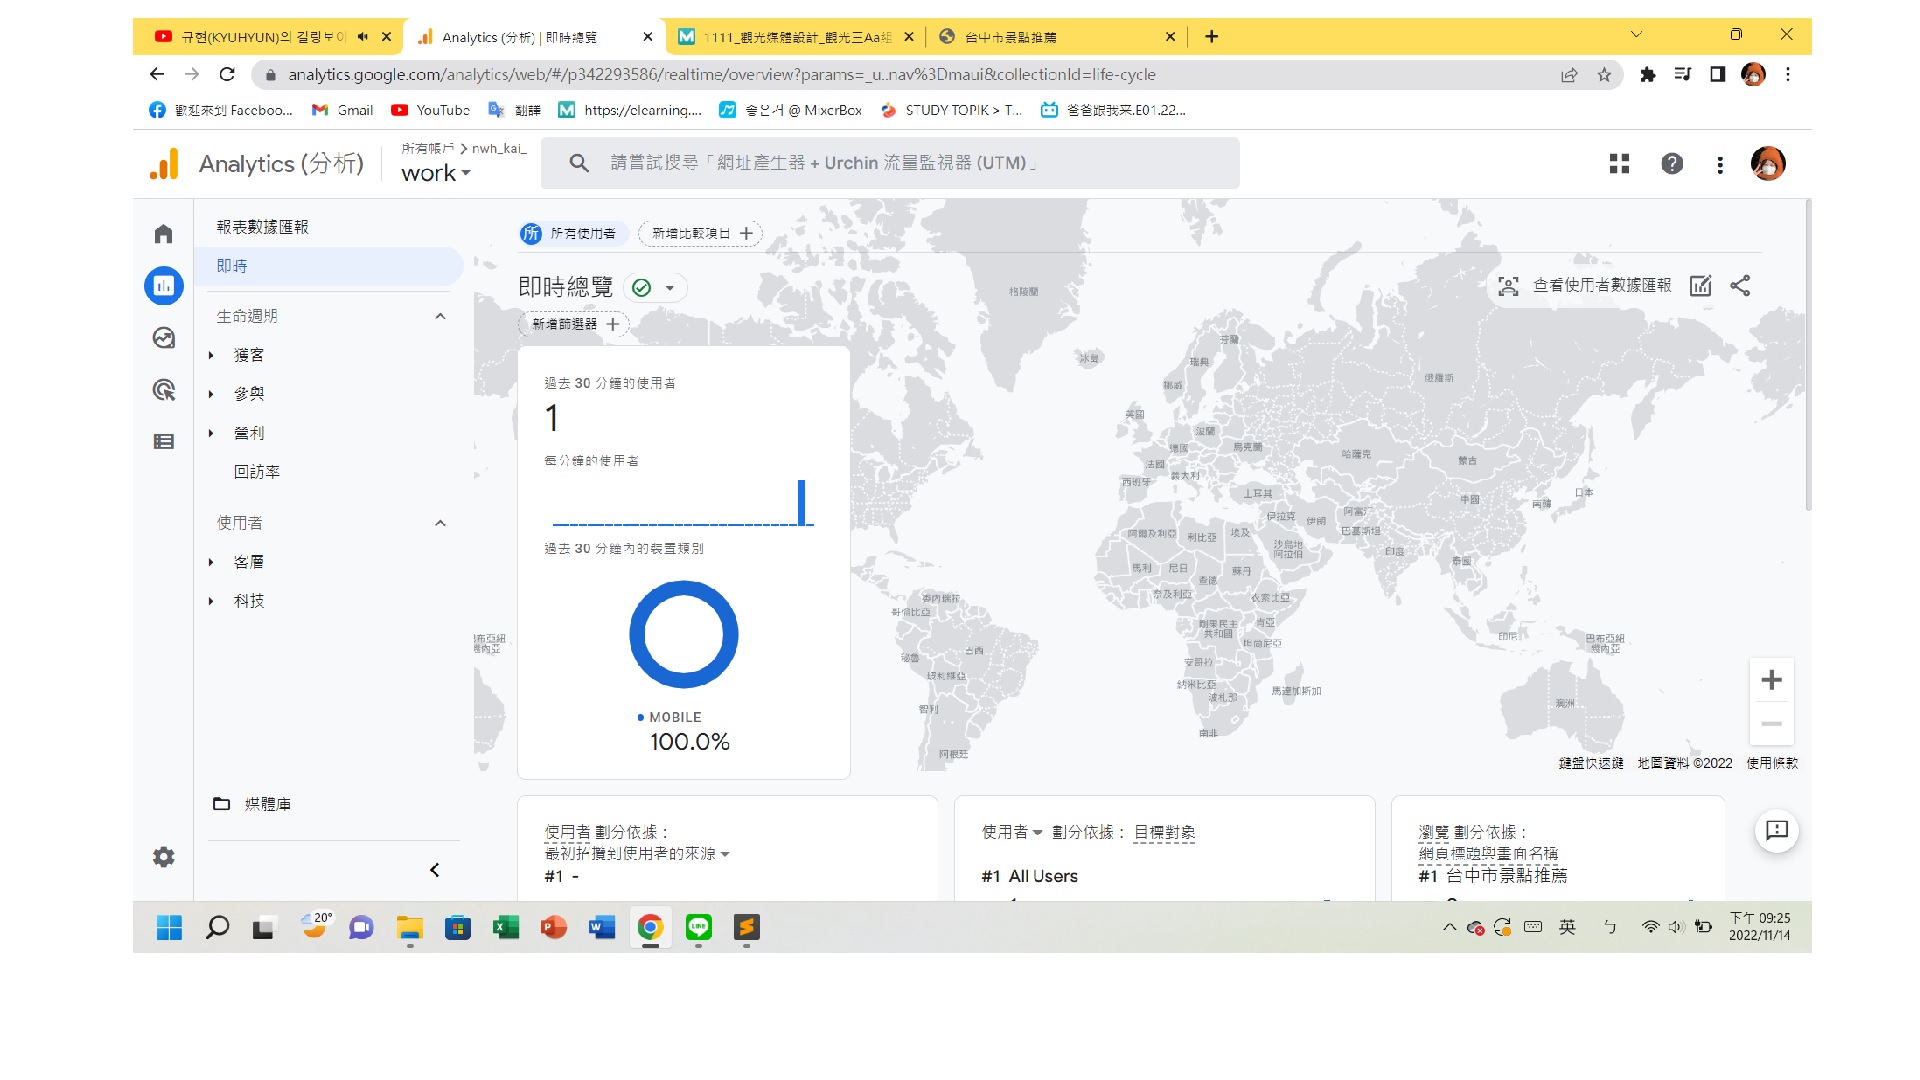 규현(KYUHYUN)의 킬링보이
Analytics (分析) | 即時總覽
1111_觀光媒體設計_觀光三Aa組
台中市景點推薦
analytics.google.com/analytics/web/#/p342293586/realtime/overview?params=_u..nav%3Dmaui&collectionId=life-cycle
歡迎來到 Faceboo...
Gmail
YouTube
翻譯
https://elearning....
좋은거 @ MixerBox
STUDY TOPIK > T...
爸爸跟我来.E01.22...
Analytics (分析)
所有帳戶 > nwh_kai_
work
請嘗試搜尋「網址產生器 + Urchin 流量監視器 (UTM)」
報表數據匯報
即時
生命週期
獲客
參與
營利
回訪率
使用者
客層
科技
媒體庫
所 所有使用者
新增比較項目 +
即時總覽
新增篩選器 +
查看使用者數據匯報
過去 30 分鐘的使用者
1
每分鐘的使用者
過去 30 分鐘內的裝置類別
MOBILE
100.0%
格陵蘭
冰島
芬蘭
瑞典
挪威
俄羅斯
英國
波蘭
德國
烏克蘭
法國
哈薩克
蒙古
西班牙
義大利
土耳其
中國
日本
南韓
伊拉克
伊朗
阿富汗
巴基斯坦
阿爾及利亞
利比亞
埃及
沙烏地
阿拉伯
印度
泰國
馬利
尼日
查德
蘇丹
奈及利亞
衣索比亞
委內瑞拉
哥倫比亞
剛果民主
共和國
肯亞
坦尚尼亞
印尼
巴布亞紐
幾內亞
布亞紐
幾內亞
秘魯
巴西
玻利維亞
安哥拉
納米比亞
波札那
馬達加斯加
澳洲
智利
南非
阿根廷
鍵盤快速鍵
地圖資料 ©2022
使用條款
使用者 劃分依據：
最初招攬到使用者的來源
#1 -
使用者 劃分依據： 目標對象
#1 All Users
瀏覽 劃分依據：
網頁標題與畫面名稱
#1 台中市景點推薦
20°
英
ㄅ
下午 09:25
2022/11/14